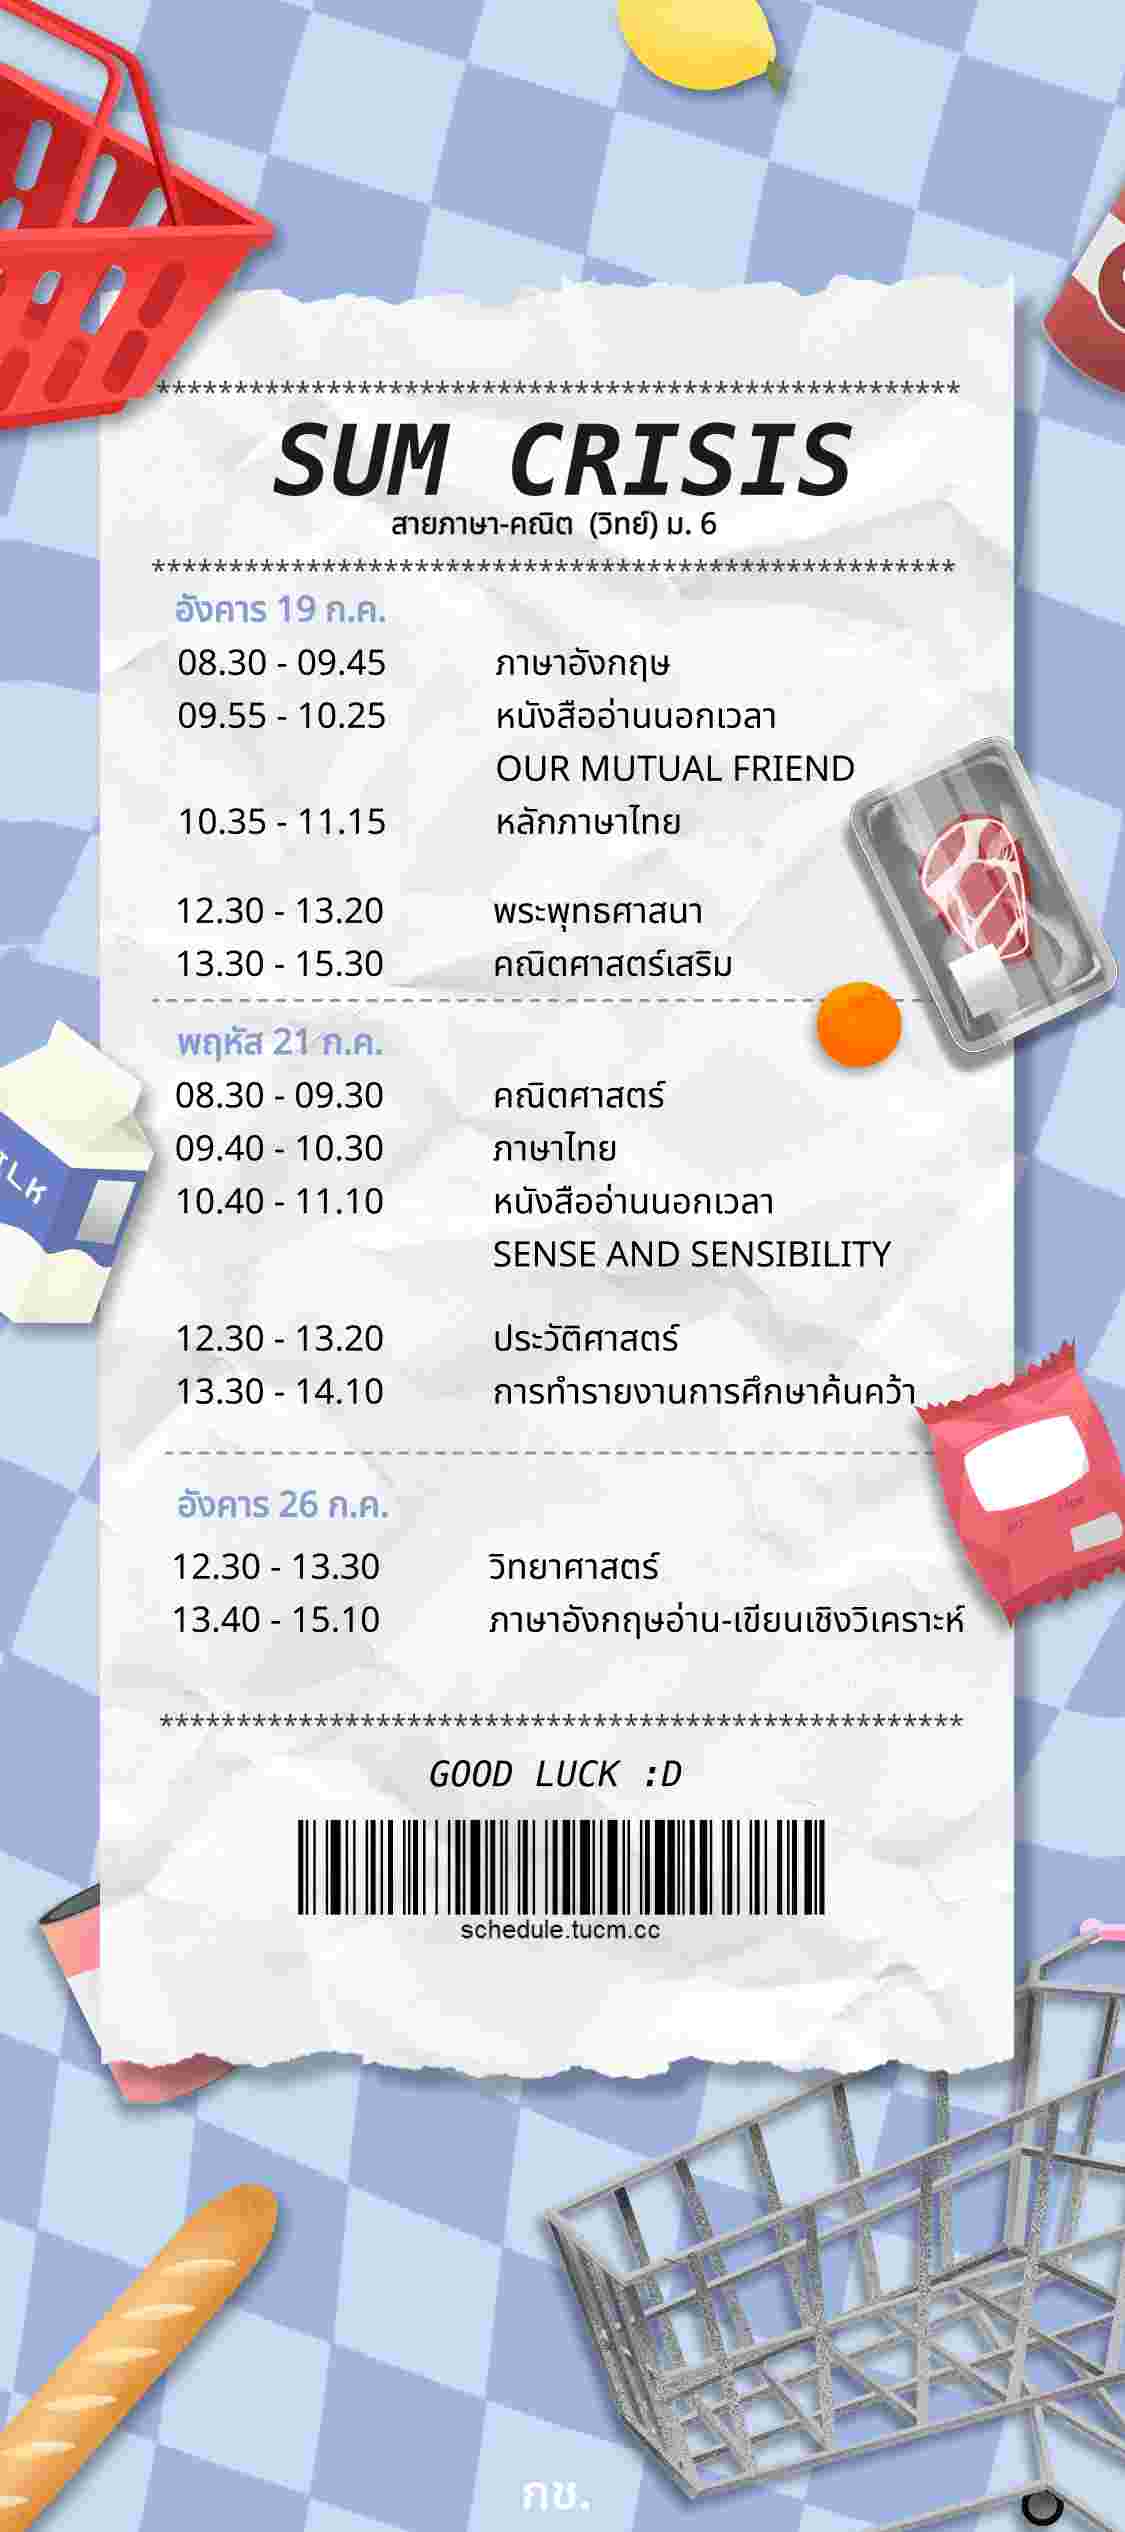 ****************************************************
SUM CRISIS
สายภาษา-คณิต (วิทย์) ม. 6
****************************************************
อังคาร 19 ก.ค.
08.30 - 09.45 ภาษาอังกฤษ
09.55 - 10.25 หนังสืออ่านนอกเวลา
OUR MUTUAL FRIEND
10.35 - 11.15 หลักภาษาไทย
12.30 - 13.20 พระพุทธศาสนา
13.30 - 15.30 คณิตศาสตร์เสริม
พฤหัส 21 ก.ค.
08.30 - 09.30 คณิตศาสตร์
09.40 - 10.30 ภาษาไทย
10.40 - 11.10 หนังสืออ่านนอกเวลา
SENSE AND SENSIBILITY
12.30 - 13.20 ประวัติศาสตร์
13.30 - 14.10 การทำรายงานการศึกษาค้นคว้า
อังคาร 26 ก.ค.
12.30 - 13.30 วิทยาศาสตร์
13.40 - 15.10 ภาษาอังกฤษอ่าน-เขียนเชิงวิเคราะห์
****************************************************
GOOD LUCK :D
schedule.tucm.cc
กช.